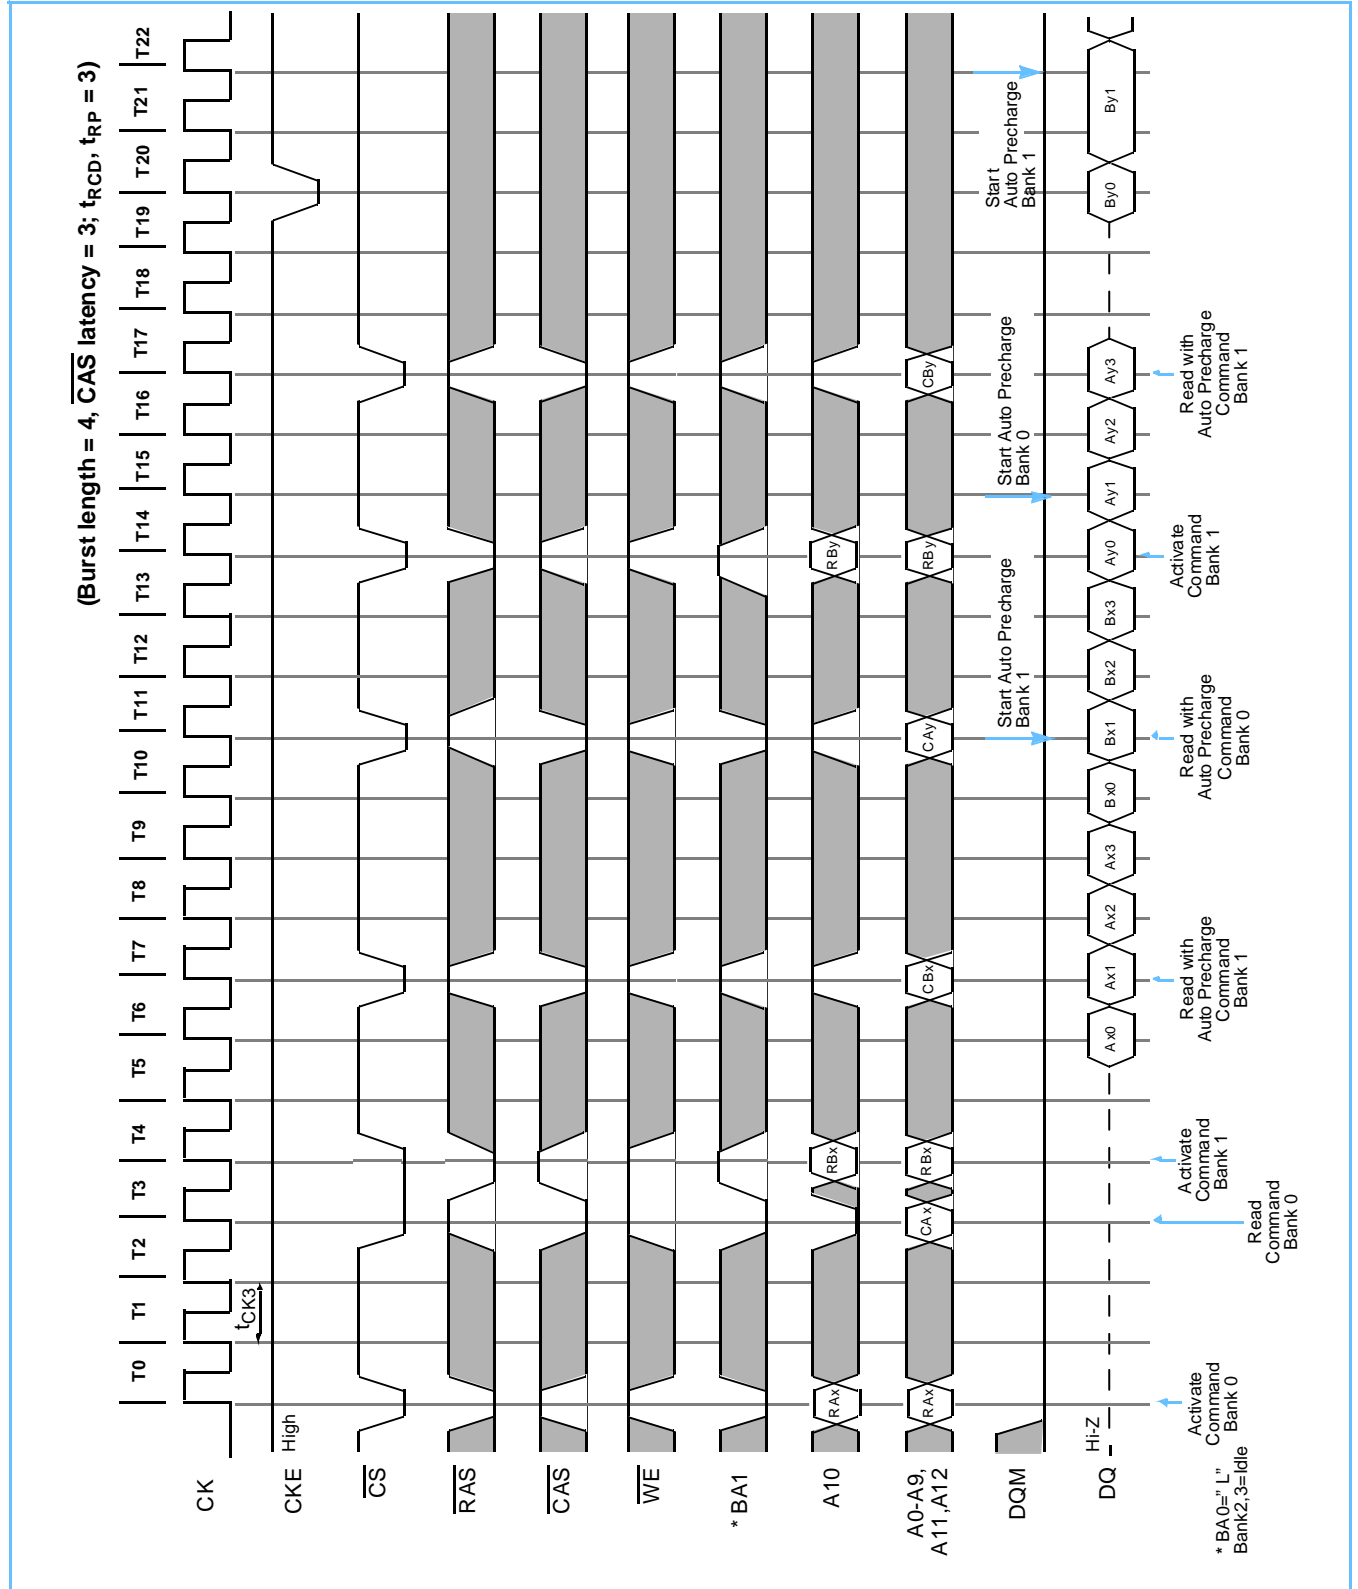 (Burst length = 4, CAS latency = 3; tRCD, tRP = 3)
T0 T1 T2 T3 T4 T5 T6 T7 T8 T9 T10 T11 T12 T13 T14 T15 T16 T17 T18 T19 T20 T21 T22
CK
tCK3
CKE High
CS
RAS
CAS
WE
* BA1
A10 RAx RBx RBy
A0-A9,
A11,A12
RAx CAx RBx CBx CAy RBy CBy
DQM
Start Auto Precharge
Bank 1
Start Auto Precharge
Bank 0
Start
Auto Precharge
Bank 1
DQ Hi-Z Ax0 Ax1 Ax2 Ax3 Bx0 Bx1 Bx2 Bx3 Ay0 Ay1 Ay2 Ay3 By0 By1
Activate
Command
Bank 0
Read
Command
Bank 0
Activate
Command
Bank 1
Read with
Auto Precharge
Command
Bank 1
Read with
Auto Precharge
Command
Bank 0
Activate
Command
Bank 1
Read with
Auto Precharge
Command
Bank 1
* BA0=” L”
Bank2,3=Idle